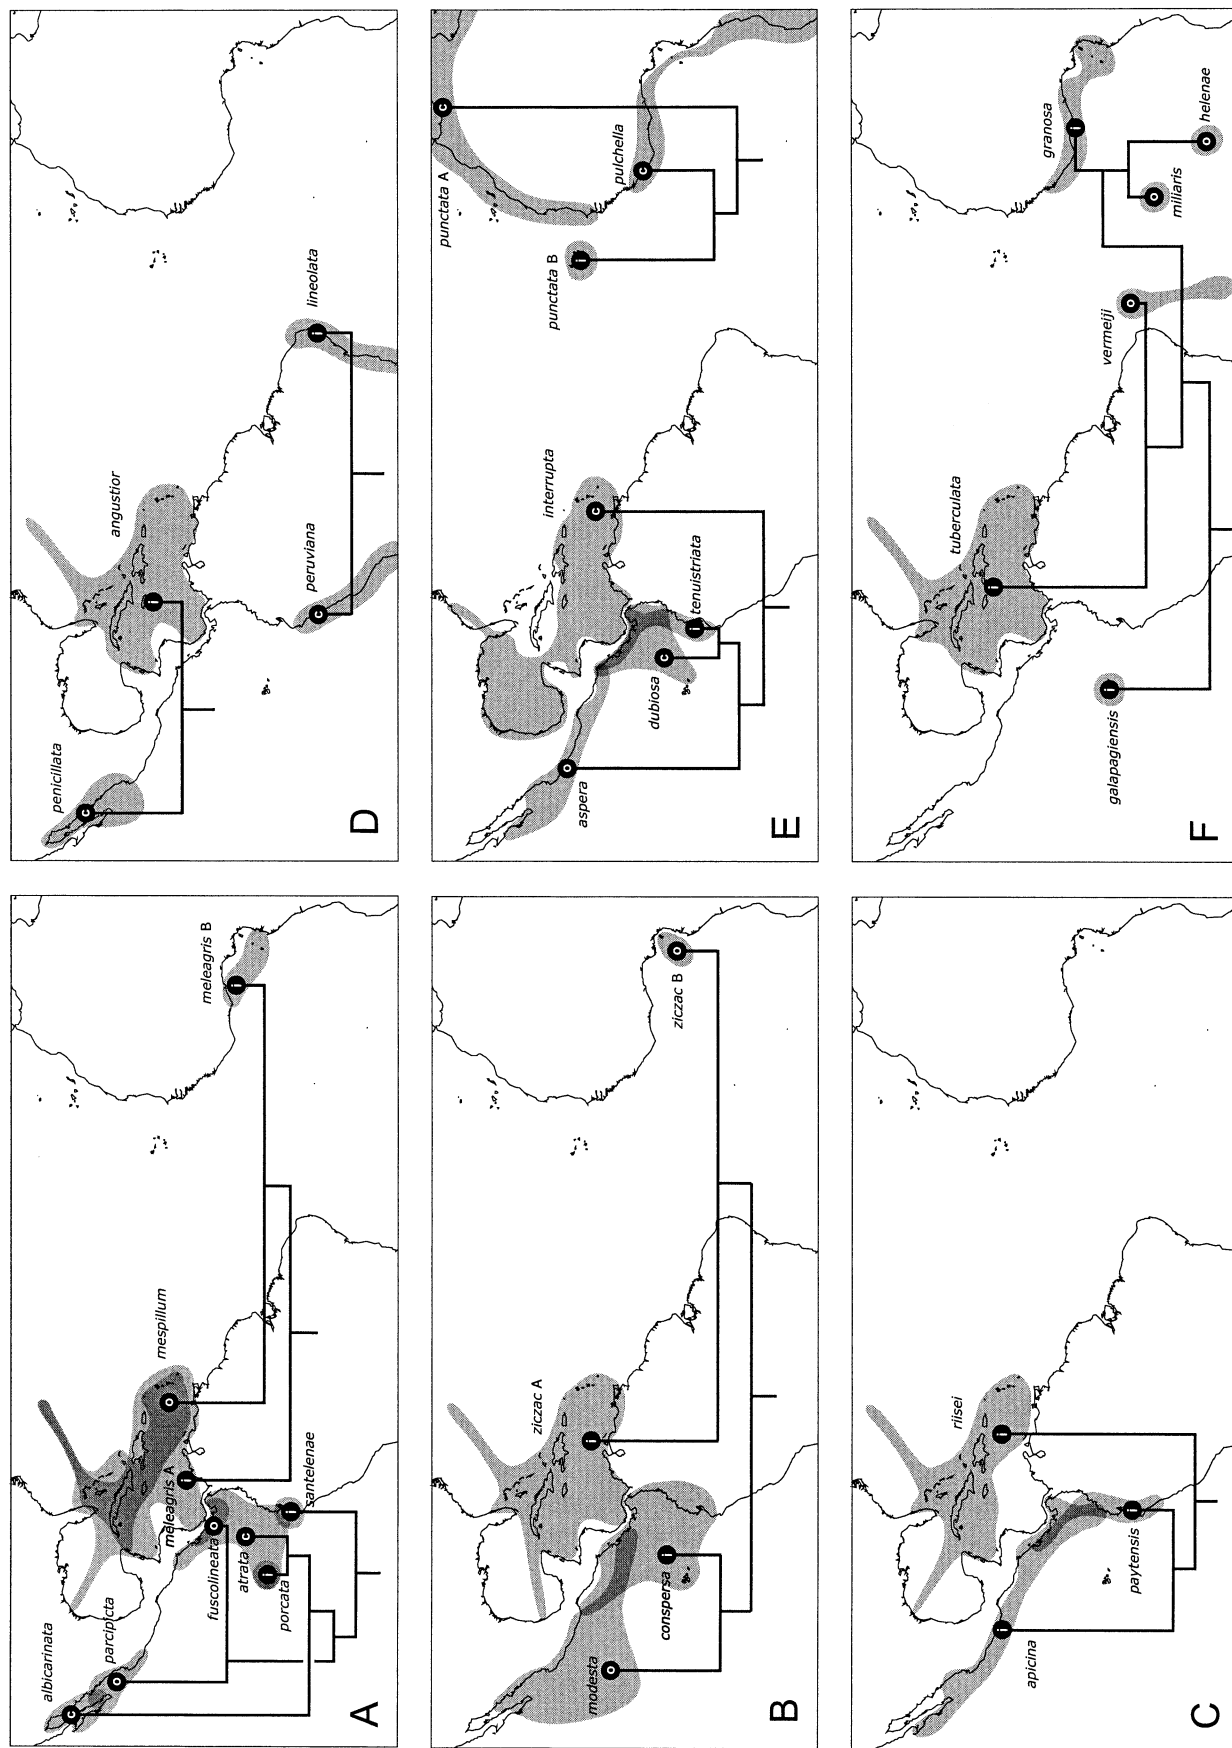 A
albicarinata
parcipicta
fuscolineata
atrata
porcata
santelenae
meleagris A
mespillum
meleagris B
c
o
o
c
i
i
i
o
i
B
modesta
conspersa
ziczac A
ziczac B
o
i
i
o
C
apicina
paytensis
riisei
i
i
i
D
penicillata
angustior
peruviana
lineolata
c
i
c
i
E
aspera
dubiosa
tenuistriata
interrupta
punctata B
pulchella
punctata A
o
c
i
c
i
c
c
F
galapagiensis
tuberculata
vermeiji
miliaris
helenae
granosa
i
i
o
o
o
i